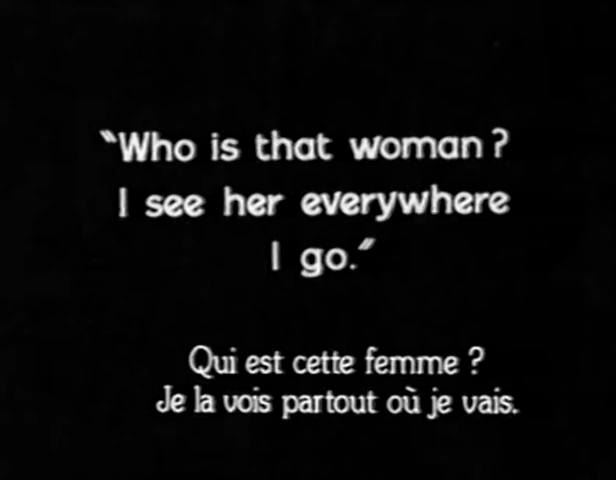 “Who is that woman?
I see her everywhere
I go.”
Qui est cette femme ?
Je la vois partout où je vais.